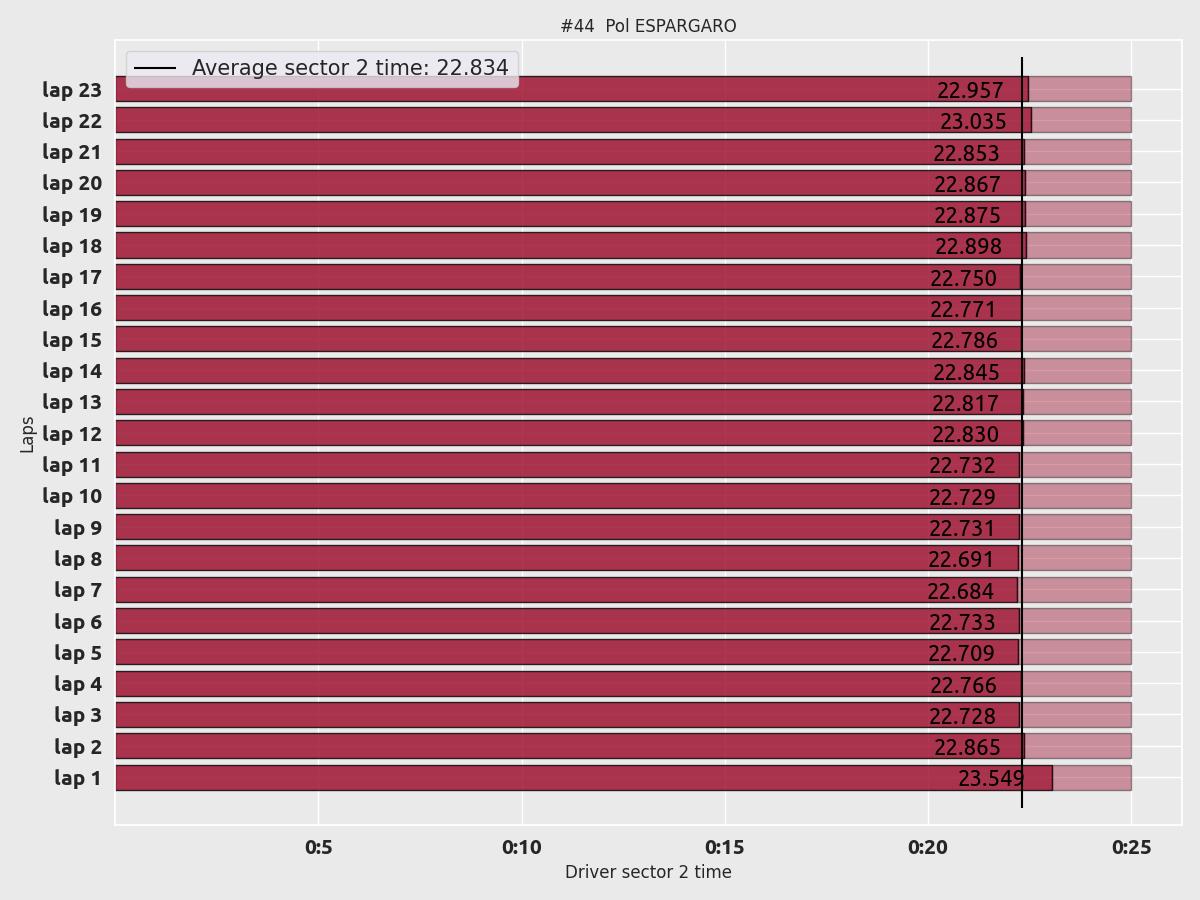 #44  Pol ESPARGARO
Average sector 2 time: 22.834
lap 23 22.957
lap 22 23.035
lap 21 22.853
lap 20 22.867
lap 19 22.875
lap 18 22.898
lap 17 22.750
lap 16 22.771
lap 15 22.786
lap 14 22.845
lap 13 22.817
lap 12 22.830
lap 11 22.732
lap 10 22.729
lap 9 22.731
lap 8 22.691
lap 7 22.684
lap 6 22.733
lap 5 22.709
lap 4 22.766
lap 3 22.728
lap 2 22.865
lap 1 23.549
Laps
0:5 0:10 0:15 0:20 0:25
Driver sector 2 time